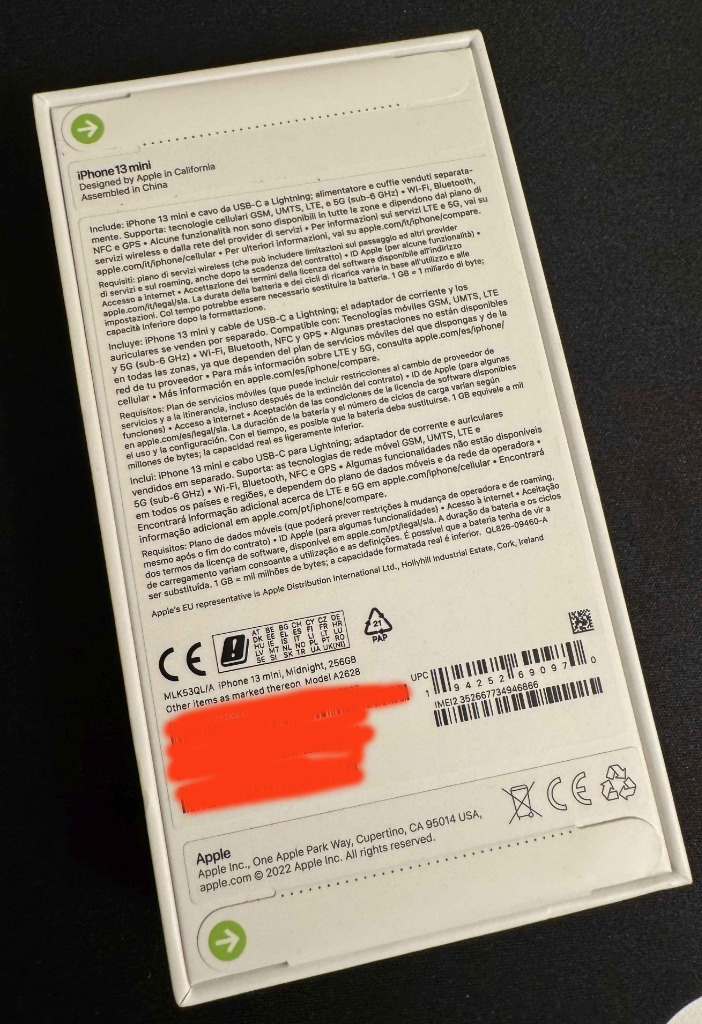 iPhone 13 mini
Designed by Apple in California
Assembled in China
Include: iPhone 13 mini e cavo da USB-C a Lightning; alimentatore e cuffie venduti separata-
mente. Supporta: tecnologie cellulari GSM, UMTS, LTE, e 5G (sub-6 GHz) • Wi-Fi, Bluetooth,
NFC e GPS • Alcune funzionalità non sono disponibili in tutte le zone e dipendono dal piano di
servizi wireless e dalla rete del provider di servizi • Per informazioni sui servizi LTE e 5G, vai su
apple.com/it/iphone/cellular • Per ulteriori informazioni, vai su apple.com/it/iphone/compare.
Requisiti: piano di servizi wireless (che può includere limitazioni sul passaggio ad altri provider
di servizi e sul roaming, anche dopo la scadenza del contratto) • ID Apple (per alcune funzionalità) •
Accesso a Internet • Accettazione dei termini della licenza del software disponibile all'indirizzo
apple.com/it/legal/sla. La durata della batteria e dei cicli di ricarica varia in base all'utilizzo e alle
impostazioni. Col tempo potrebbe essere necessario sostituire la batteria. 1 GB = 1 miliardo di byte;
capacità inferiore dopo la formattazione.
Incluye: iPhone 13 mini y cable de USB-C a Lightning; el adaptador de corriente y los
auriculares se venden por separado. Compatible con: Tecnologías móviles GSM, UMTS, LTE
y 5G (sub-6 GHz) • Wi-Fi, Bluetooth, NFC y GPS • Algunas prestaciones no están disponibles
en todas las zonas, ya que dependen del plan de servicios móviles del que dispongas y de la
red de tu proveedor • Para más información sobre LTE y 5G, consulta apple.com/es/iphone/
cellular • Más información en apple.com/es/iphone/compare.
Requisitos: Plan de servicios móviles (que puede incluir restricciones al cambio de proveedor de
servicios y a la itinerancia, incluso después de la extinción del contrato) • ID de Apple (para algunas
funciones) • Acceso a internet • Aceptación de las condiciones de la licencia de software disponibles
en apple.com/es/legal/sla. La duración de la batería y el número de ciclos de carga varían según
el uso y la configuración. Con el tiempo, es posible que la batería deba sustituirse. 1 GB equivale a mil
millones de bytes; la capacidad real es ligeramente inferior.
Inclui: iPhone 13 mini e cabo USB-C para Lightning; adaptador de corrente e auriculares
vendidos em separado. Suporta: as tecnologias de rede móvel GSM, UMTS, LTE e
5G (sub-6 GHz) • Wi-Fi, Bluetooth, NFC e GPS • Algumas funcionalidades não estão disponíveis
em todos os países e regiões, e dependem do plano de dados móveis e da rede da operadora •
Encontrará informação adicional acerca de LTE e 5G em apple.com/pt/iphone/cellular • Encontrará
informação adicional em apple.com/pt/iphone/compare.
Requisitos: Plano de dados móveis (que poderá prever restrições à mudança de operadora e de roaming,
mesmo após o fim do contrato) • ID Apple (para algumas funcionalidades) • Acesso à Internet • Aceitação
dos termos da licença de software, disponível em apple.com/pt/legal/sla. A duração da bateria e os ciclos
de carregamento variam consoante a utilização e as definições. É possível que a bateria tenha de vir a
ser substituída. 1 GB = mil milhões de bytes; a capacidade formatada real é inferior. QL826-09460-A
Apple's EU representative is Apple Distribution International Ltd., Hollyhill Industrial Estate, Cork, Ireland
CE
AT BE BG CH CY CZ DE
DK EE EL ES FI FR HR
HU IE IS IT LI LT LU
LV MT NL NO PL PT RO
SE SI SK TR UA UK(NI)
21
PAP
MLK53QL/A iPhone 13 mini, Midnight, 256GB
Other items as marked thereon Model A2628
UPC
1 94252 69097 0
IMEI2 352667734946866
Apple
Apple Inc., One Apple Park Way, Cupertino, CA 95014 USA,
apple.com © 2022 Apple Inc. All rights reserved.
CE